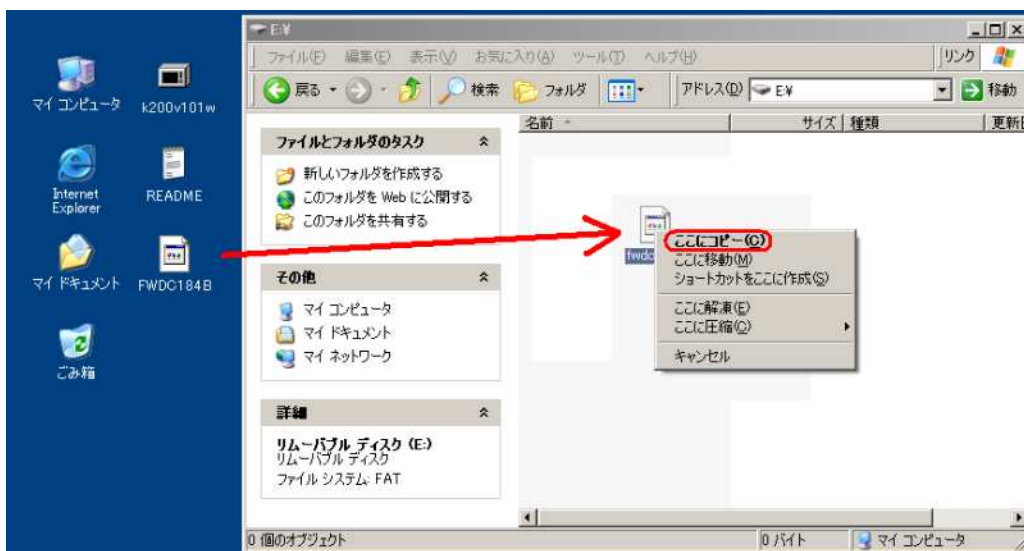 マイ コンピュータ
k200v101w
Internet
Explorer
README
マイ ドキュメント
FWDC184B
ごみ箱
E:¥
ファイル(F) 編集(E) 表示(V) お気に入り(A) ツール(T) ヘルプ(H)
リンク
戻る
検索
フォルダ
アドレス(D)
E:¥
移動
名前
サイズ
種類
更新日
ファイルとフォルダのタスク
新しいフォルダを作成する
このフォルダを Web に公開する
このフォルダを共有する
その他
マイ コンピュータ
マイ ドキュメント
マイ ネットワーク
詳細
リムーバブル ディスク (E:)
リムーバブル ディスク
ファイル システム: FAT
fwdc
ここにコピー(C)
ここに移動(M)
ショートカットをここに作成(S)
ここに解凍(E)
ここに圧縮(C)
キャンセル
0 個のオブジェクト
0 バイト
マイ コンピュータ